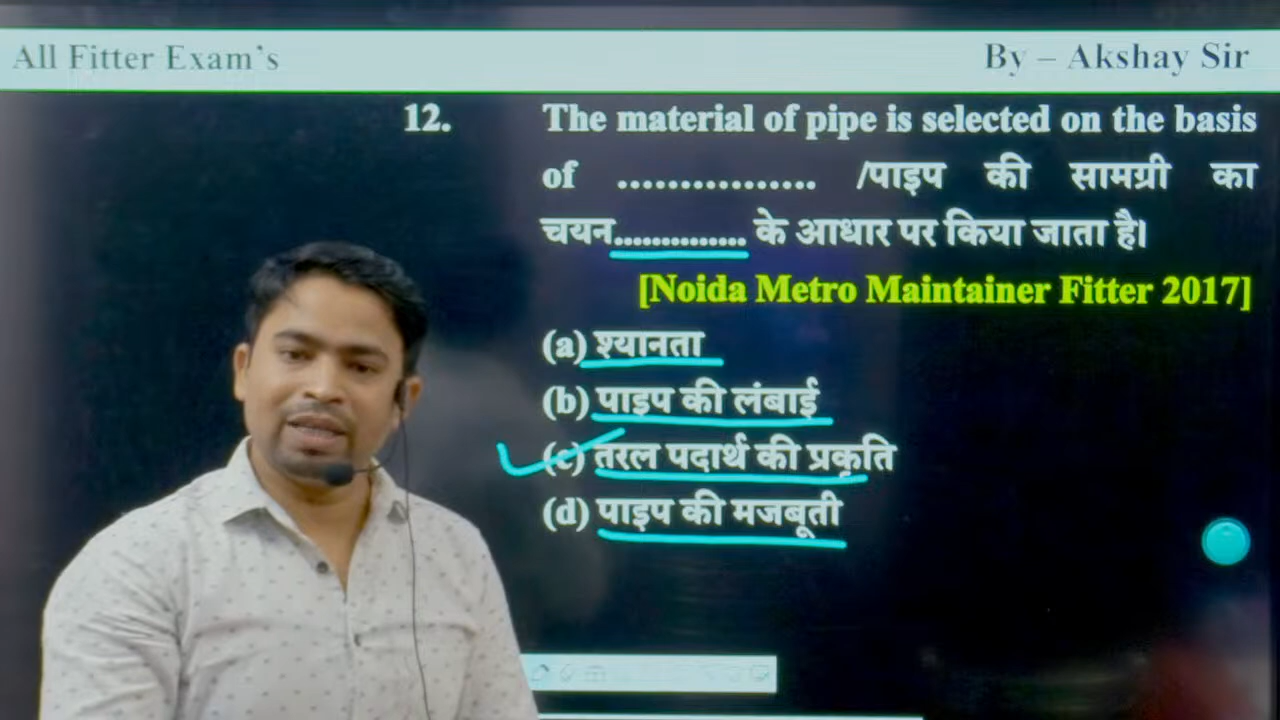 All Fitter Exam's
By – Akshay Sir
12. The material of pipe is selected on the basis
of ................ /पाइप की सामग्री का
चयन.............. के आधार पर किया जाता है।
[Noida Metro Maintainer Fitter 2017]
(a) श्यानता
(b) पाइप की लंबाई
(c) तरल पदार्थ की प्रकृति
(d) पाइप की मजबूती